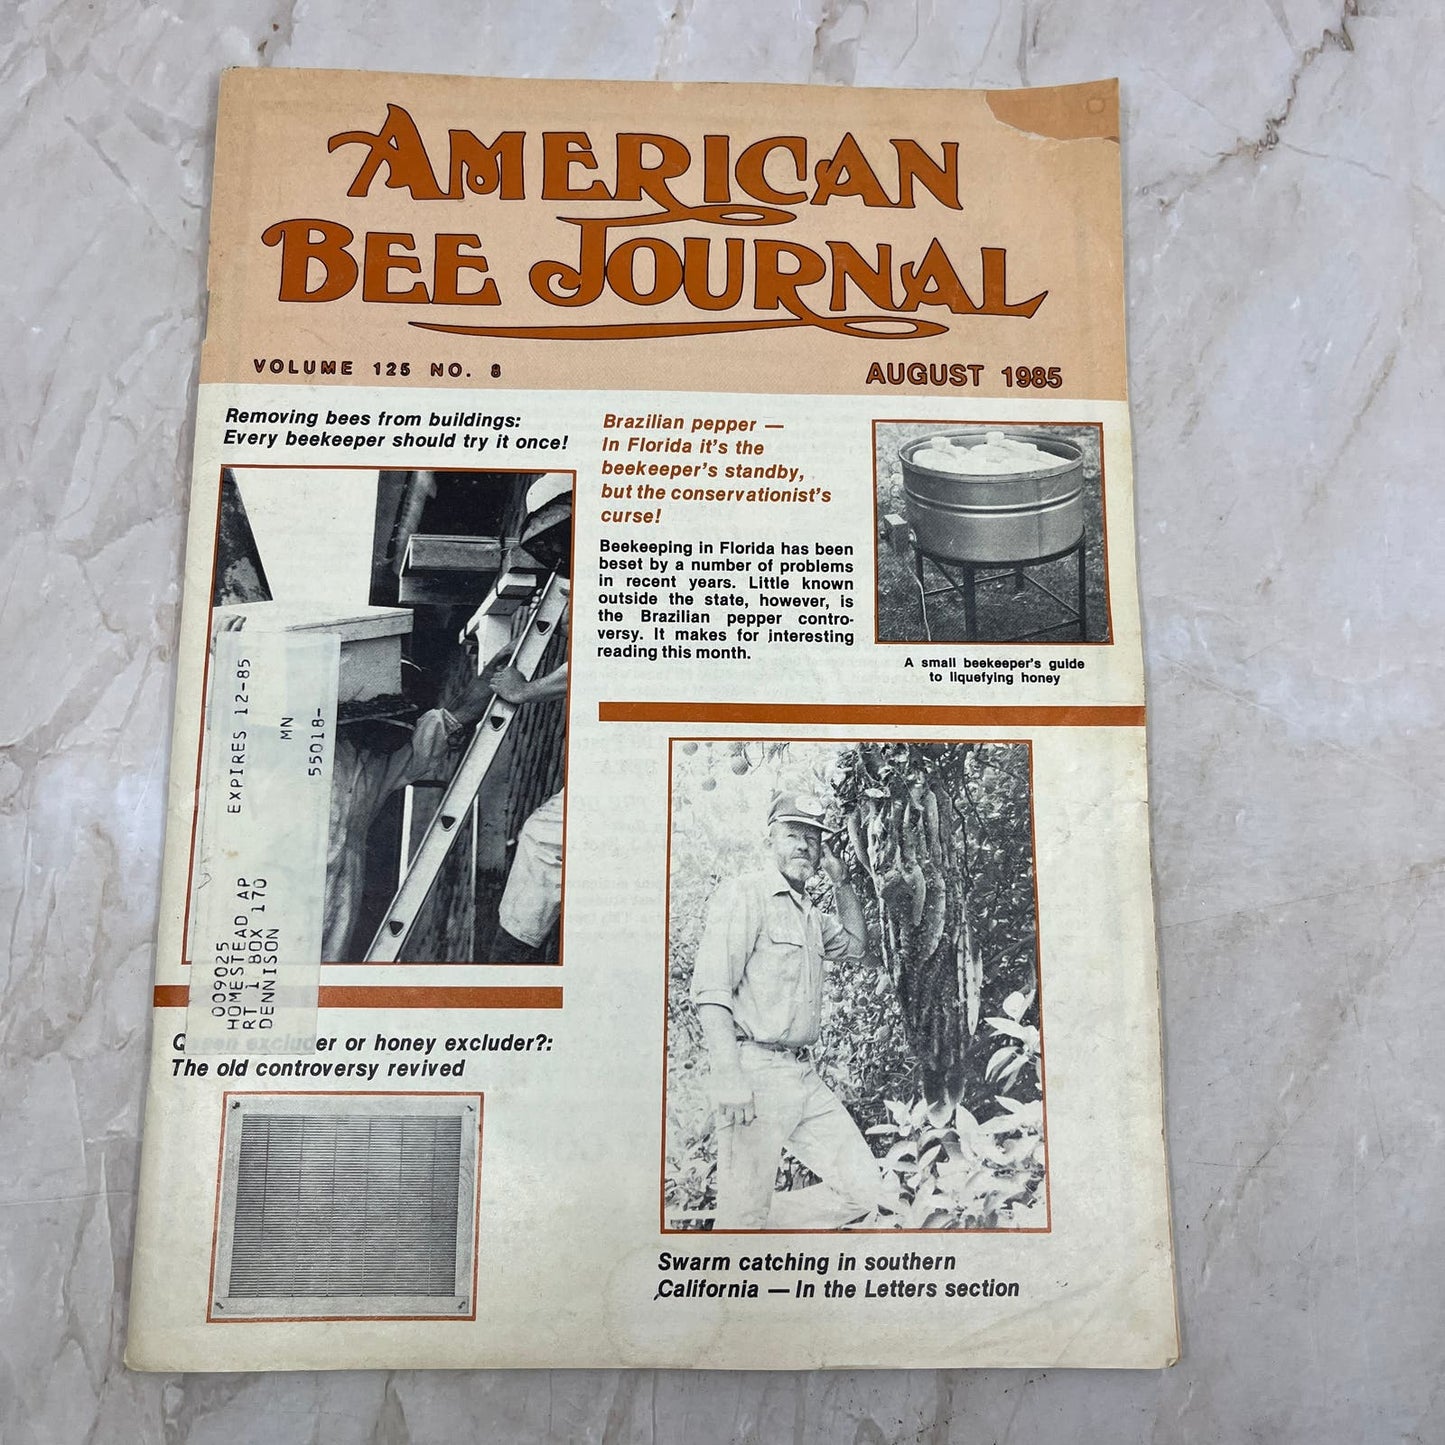 AMERICAN
BEE JOURNAL
VOLUME 125 NO. 8
AUGUST 1985
Removing bees from buildings:
Every beekeeper should try it once!
Brazilian pepper —
In Florida it's the
beekeeper's standby,
but the conservationist's
curse!
Beekeeping in Florida has been
beset by a number of problems
in recent years. Little known
outside the state, however, is
the Brazilian pepper contro-
versy. It makes for interesting
reading this month.
A small beekeeper's guide
to liquefying honey
EXPIRES 12-85
MN
55018-
009025
HOMESTEAD AP
RT 1 BOX 170
DENNISON
Queen excluder or honey excluder?:
The old controversy revived
Swarm catching in southern
California — In the Letters section